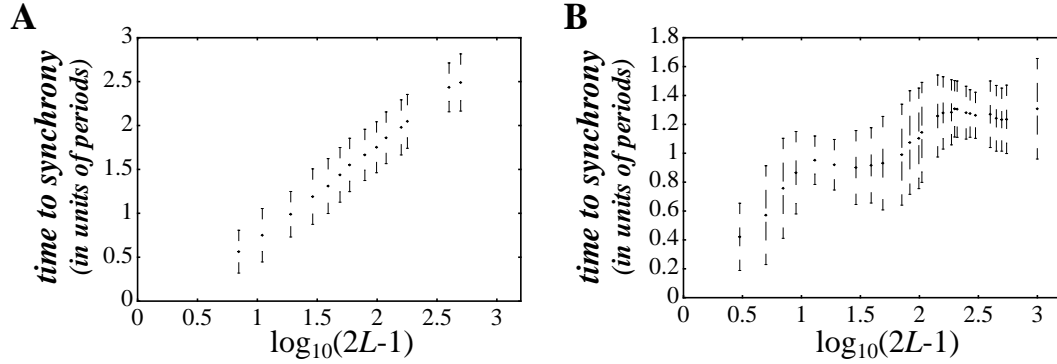 A
time to synchrony
(in units of periods)
3
2.5
2
1.5
1
0.5
0
0 0.5 1 1.5 2 2.5 3
log10(2L-1)
B
time to synchrony
(in units of periods)
1.8
1.6
1.4
1.2
1
0.8
0.6
0.4
0.2
0
0 0.5 1 1.5 2 2.5 3
log10(2L-1)